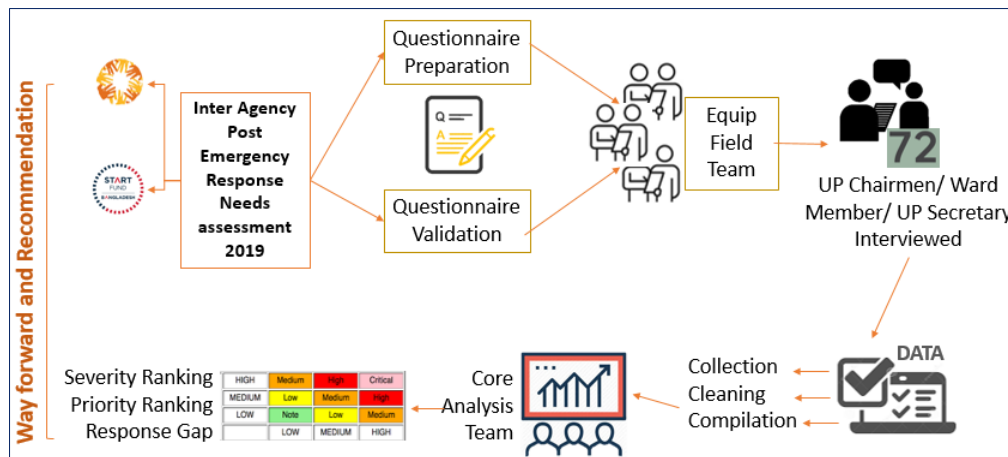 Way forward and Recommendation
START
FUND
BANGLADESH
Inter Agency
Post
Emergency
Response
Needs
assessment
2019
Questionnaire
Preparation
Q
A
Questionnaire
Validation
Equip
Field
Team
72
UP Chairmen/ Ward
Member/ UP Secretary
Interviewed
DATA
Collection
Cleaning
Compilation
Core
Analysis
Team
Severity Ranking
Priority Ranking
Response Gap
HIGH Medium High Critical
MEDIUM Low Medium High
LOW Note Low Medium
LOW MEDIUM HIGH